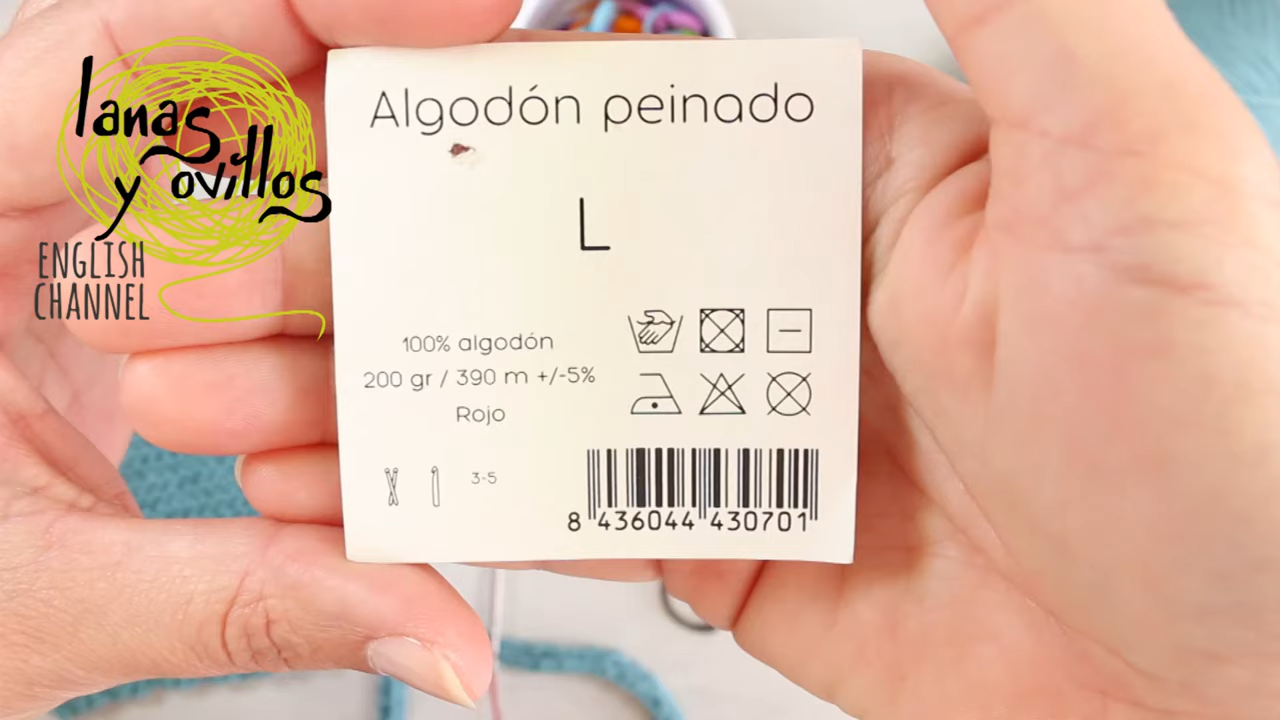 lanas
y ovillos
ENGLISH
CHANNEL
Algodón peinado
L
100% algodón
200 gr / 390 m +/-5%
Rojo
3-5
8 436044 430701